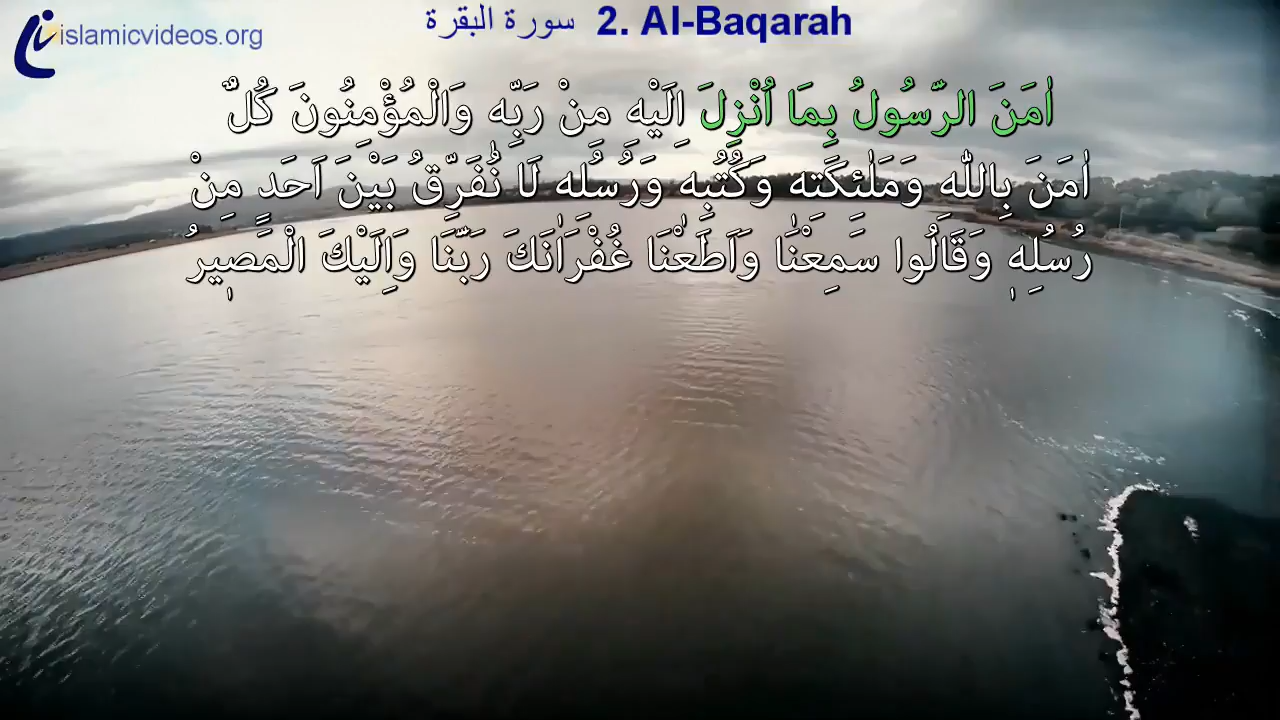 islamicvideos.org
سورة البقرة 2. Al-Baqarah
اٰمَنَ الرَّسُولُ بِمَا اُنْزِلَ اِلَيْهِ مِنْ رَبِّه وَالْمُؤْمِنُونَ كُلٌّ
اٰمَنَ بِاللّٰهِ وَمَلٰئِكَتِه وَكُتُبِه وَرُسُلِه لَا نُفَرِّقُ بَيْنَ اَحَدٍ مِنْ
رُسُلِهٖ وَقَالُوا سَمِعْنَا وَاَطَعْنَا غُفْرَانَكَ رَبَّنَا وَاِلَيْكَ الْمَصٖيرُ